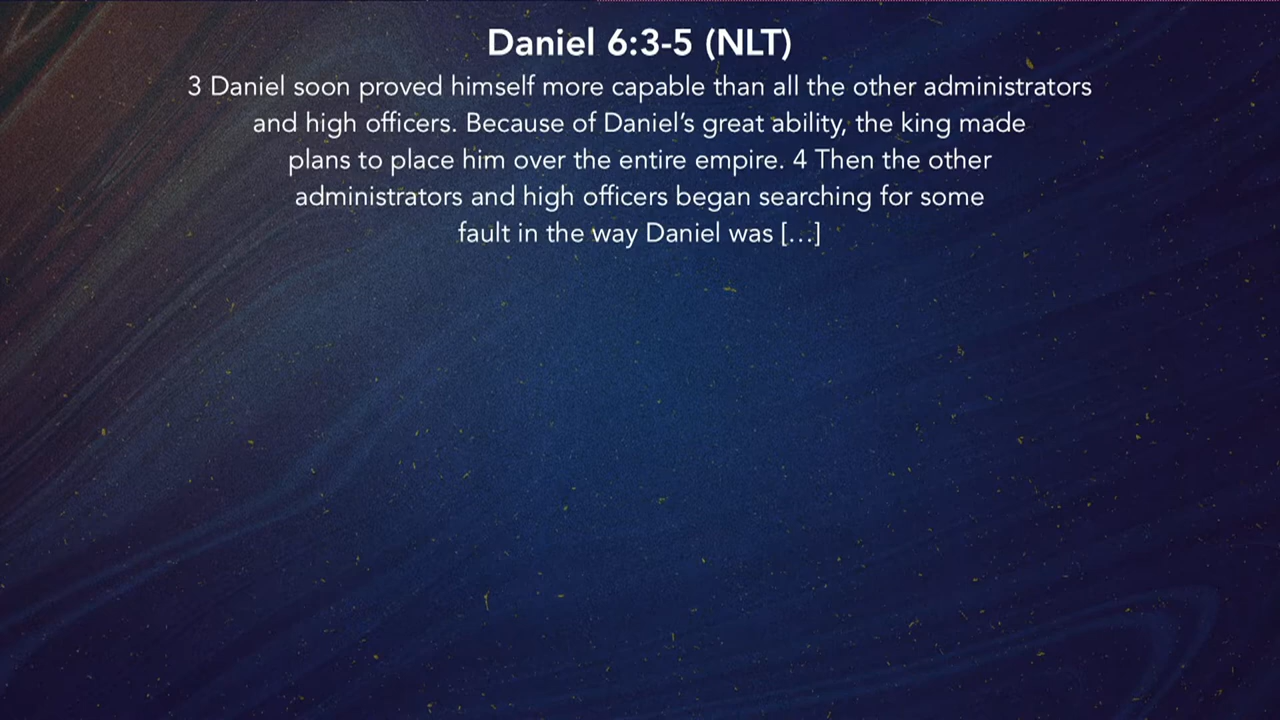 Daniel 6:3-5 (NLT)
3 Daniel soon proved himself more capable than all the other administrators
and high officers. Because of Daniel’s great ability, the king made
plans to place him over the entire empire. 4 Then the other
administrators and high officers began searching for some
fault in the way Daniel was […]